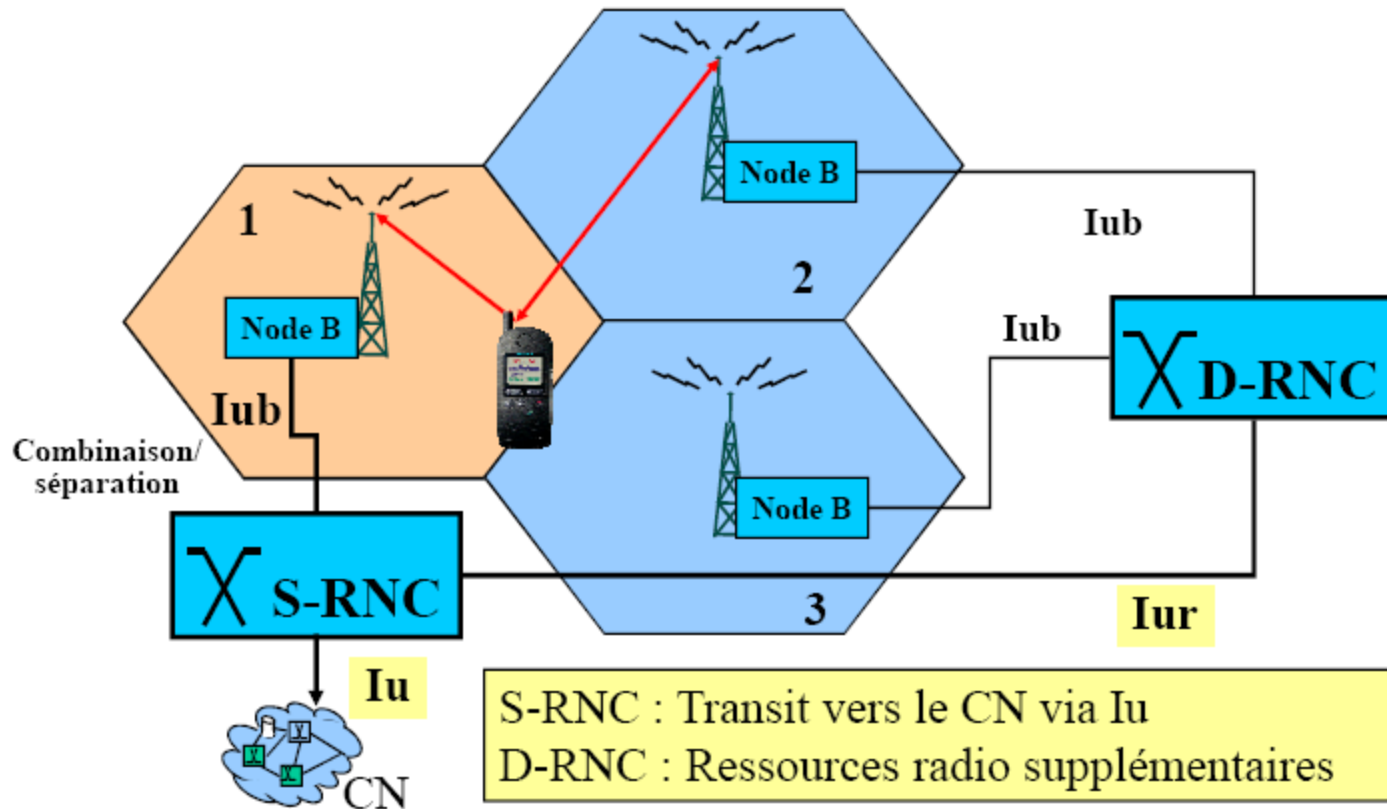 1
Node B
2
Node B
Iub
Iub
D-RNC
Iub
Combinaison/
séparation
Node B
3
S-RNC
Iur
Iu
CN
S-RNC : Transit vers le CN via Iu
D-RNC : Ressources radio supplémentaires